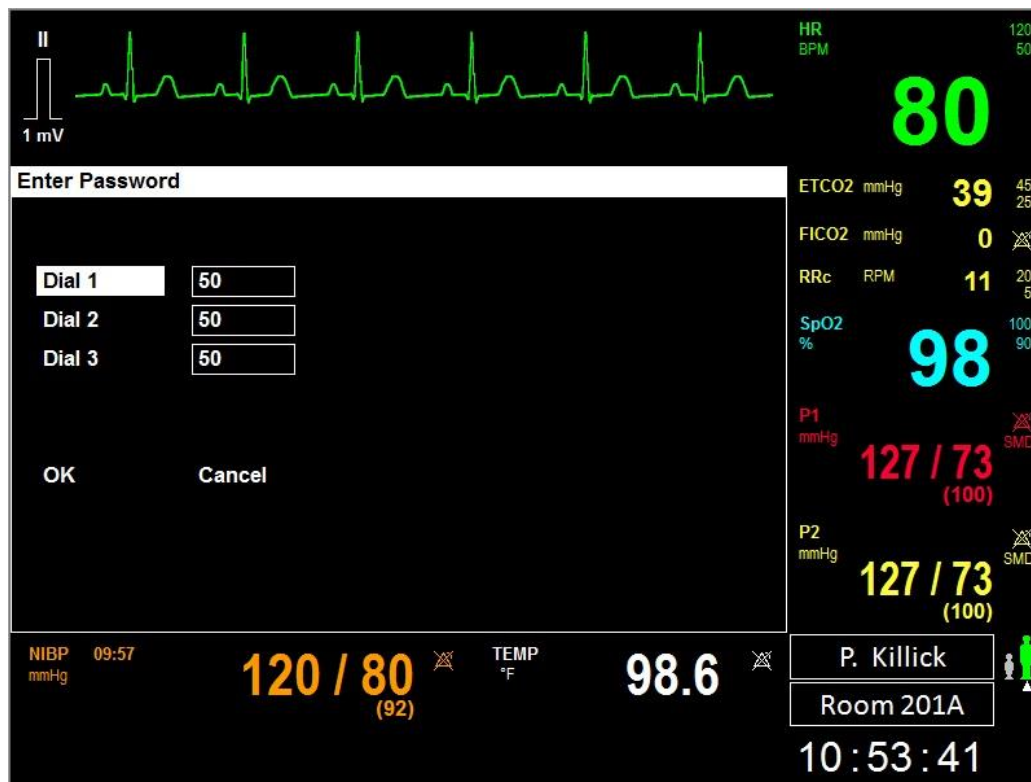 II
1 mV
HR 120
BPM 50
80
Enter Password
Dial 1 50
Dial 2 50
Dial 3 50
OK Cancel
ETCO2 mmHg 39 45
25
FICO2 mmHg 0
RRc RPM 11 20
5
SpO2 100
% 90
98
P1
mmHg SMD
127 / 73
(100)
P2
mmHg SMD
127 / 73
(100)
NIBP 09:57
mmHg
120 / 80
(92)
TEMP
°F
98.6
P. Killick
Room 201A
10:53:41